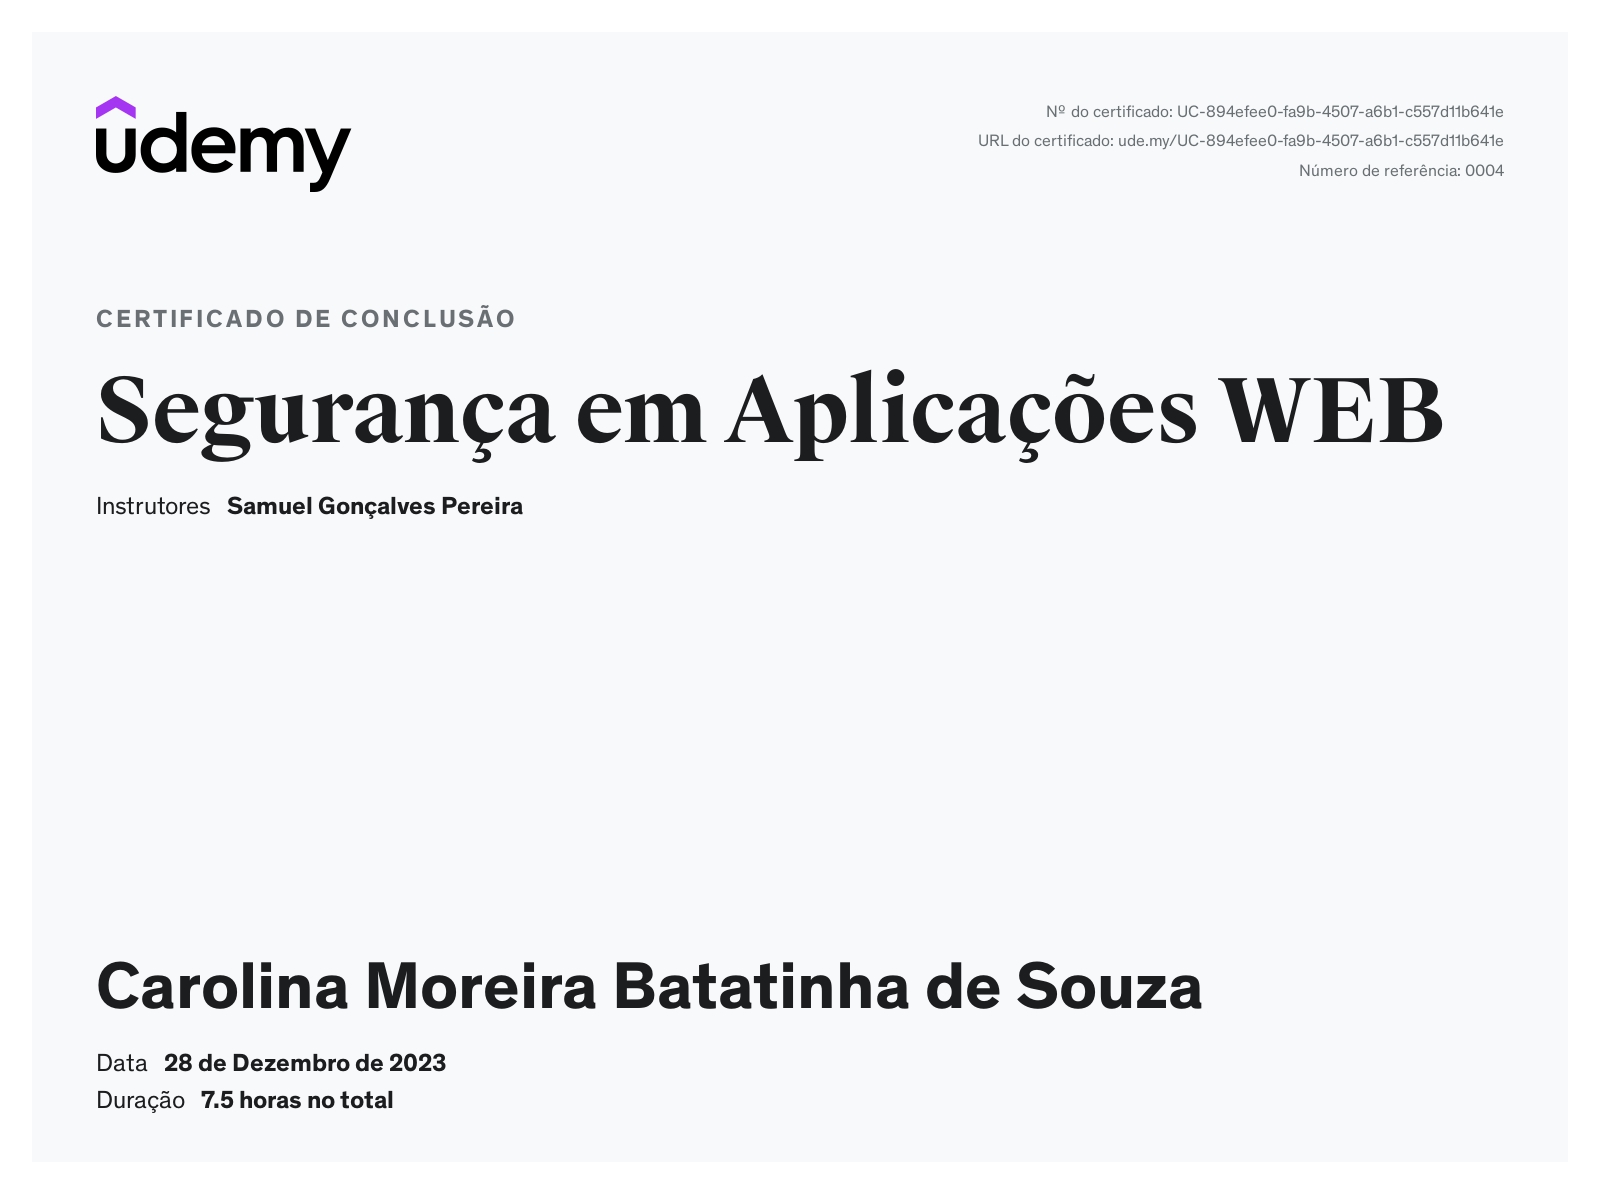 udemy
Nº do certificado: UC-894efee0-fa9b-4507-a6b1-c557d11b641e
URL do certificado: ude.my/UC-894efee0-fa9b-4507-a6b1-c557d11b641e
Número de referência: 0004
CERTIFICADO DE CONCLUSÃO
Segurança em Aplicações WEB
Instrutores Samuel Gonçalves Pereira
Carolina Moreira Batatinha de Souza
Data 28 de Dezembro de 2023
Duração 7.5 horas no total